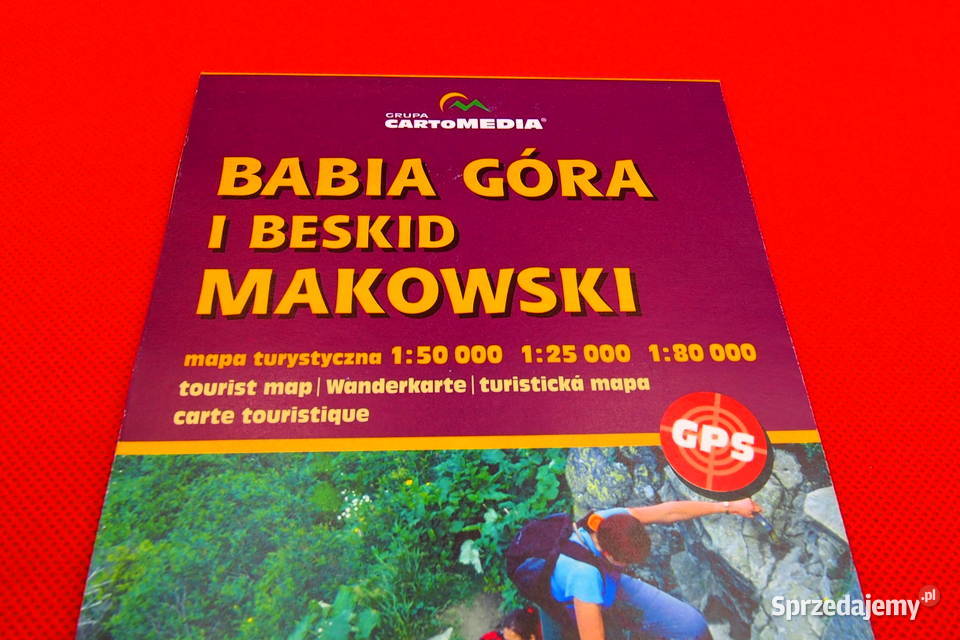 GRUPA
CARTOMEDIA®
BABIA GÓRA
I BESKID
MAKOWSKI
mapa turystyczna 1:50 000 1:25 000 1:80 000
tourist map | Wanderkarte | turistická mapa
carte touristique
GPS
Sprzedajemy.pl